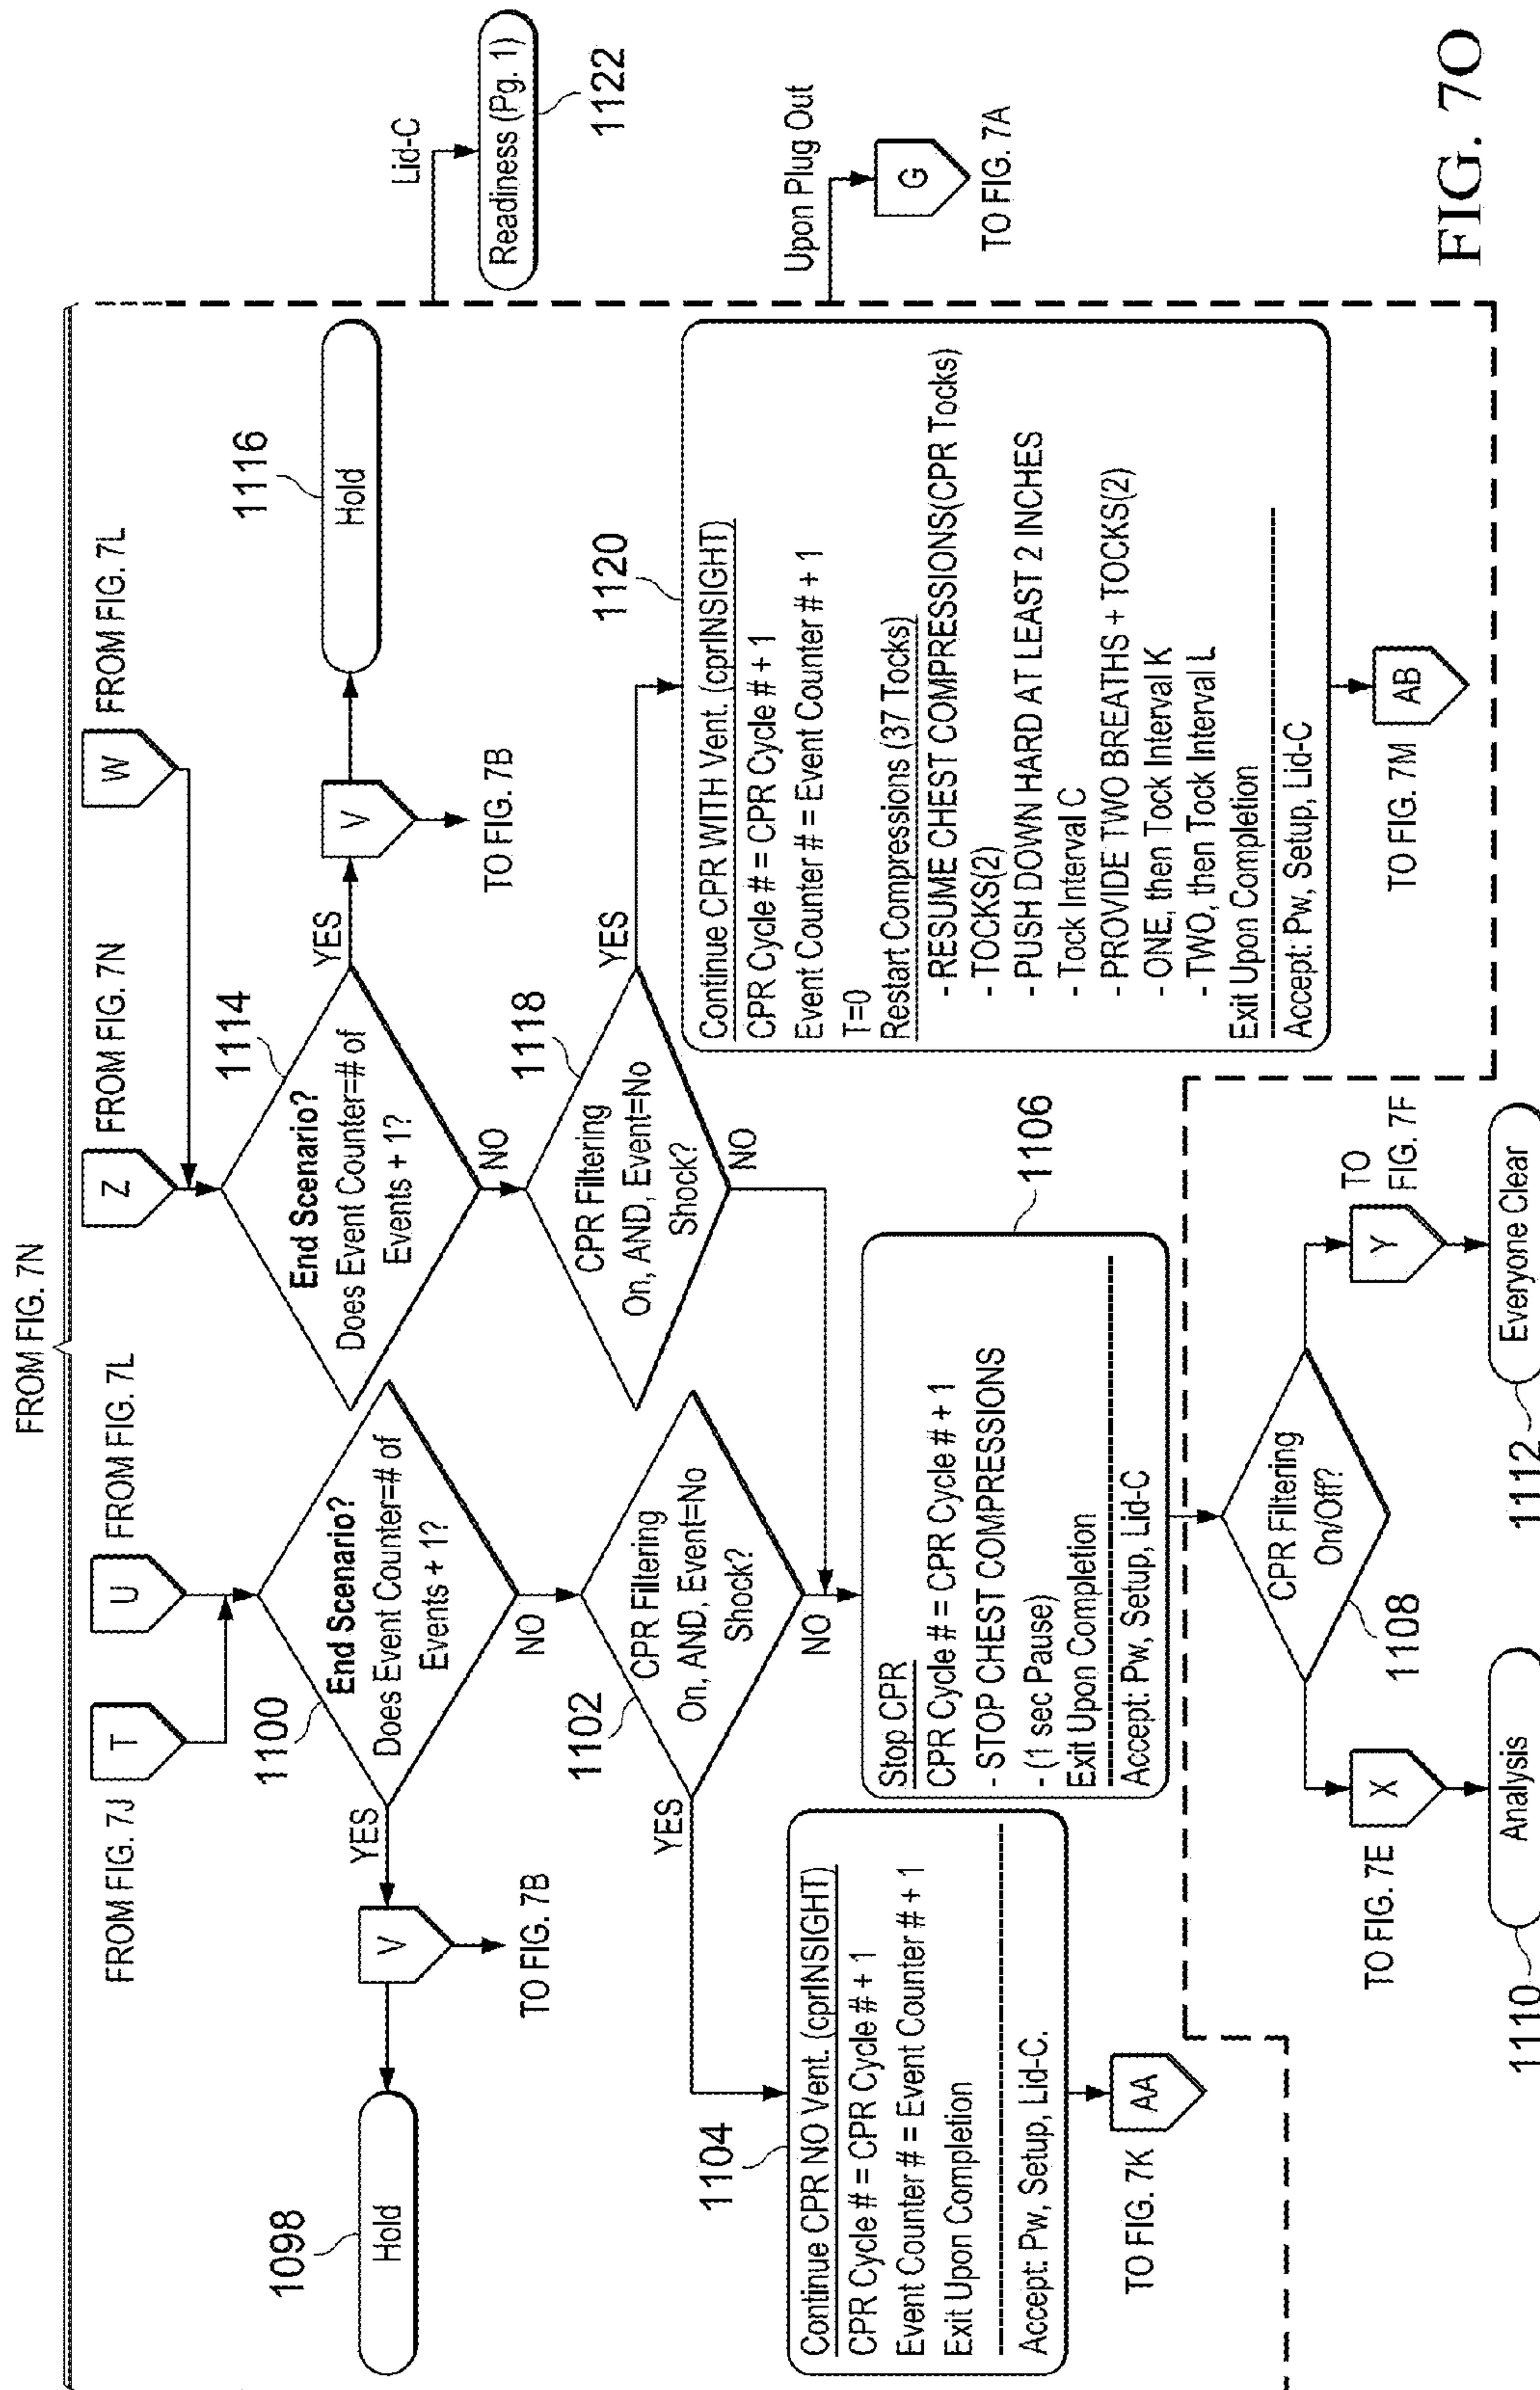 FROM FIG. 7N
FROM FIG. 7J
T
U
FROM FIG. 7L
Z
FROM FIG. 7N
W
FROM FIG. 7L
1098
Hold
V
TO FIG. 7B
YES
1100
End Scenario?
Does Event Counter=# of
Events + 1?
NO
1102
CPR Filtering
On, AND, Event=No
Shock?
YES
NO
1104
Continue CPR NO Vent. (cprINSIGHT)
CPR Cycle # = CPR Cycle # + 1
Event Counter # = Event Counter # + 1
Exit Upon Completion
Accept: Pw, Setup, Lid-C.
AA
TO FIG. 7K
1106
Stop CPR
CPR Cycle # = CPR Cycle # + 1
- STOP CHEST COMPRESSIONS
- (1 sec Pause)
Exit Upon Completion
Accept: Pw, Setup, Lid-C
1108
CPR Filtering
On/Off?
X
TO FIG. 7E
1110
Analysis
Y
TO
FIG. 7F
1112
Everyone Clear
1114
End Scenario?
Does Event Counter=# of
Events + 1?
YES
NO
V
TO FIG. 7B
1116
Hold
1118
CPR Filtering
On, AND, Event=No
Shock?
YES
NO
1120
Continue CPR WITH Vent. (cprINSIGHT)
CPR Cycle # = CPR Cycle # + 1
Event Counter # = Event Counter # + 1
T=0
Restart Compressions (37 Tocks)
- RESUME CHEST COMPRESSIONS(CPR Tocks)
- TOCKS(2)
- PUSH DOWN HARD AT LEAST 2 INCHES
- Tock Interval C
- PROVIDE TWO BREATHS + TOCKS(2)
- ONE, then Tock Interval K
- TWO, then Tock Interval L
Exit Upon Completion
Accept: Pw, Setup, Lid-C
AB
TO FIG. 7M
Lid-C
Readiness (Pg. 1)
1122
Upon Plug Out
G
TO FIG. 7A
FIG. 7O